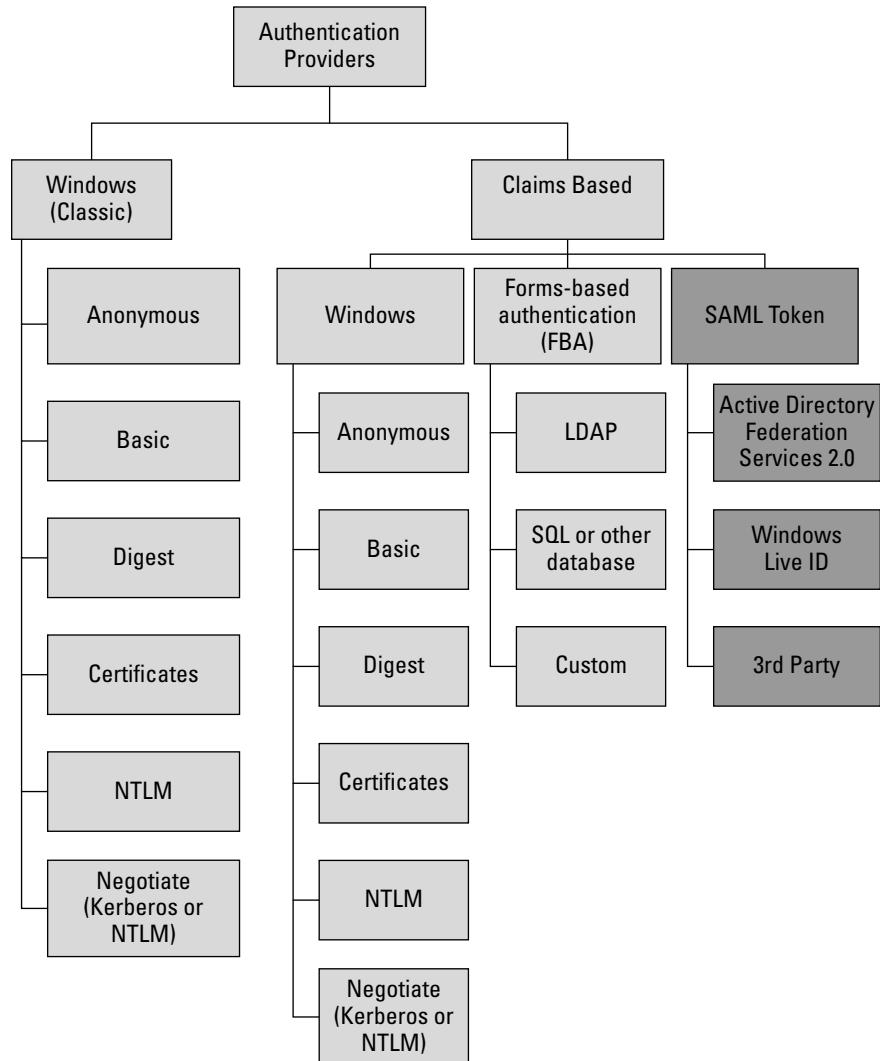 Authentication
Providers
Windows
(Classic)
Claims Based
Anonymous
Basic
Digest
Certificates
NTLM
Negotiate
(Kerberos or
NTLM)
Windows
Anonymous
Basic
Digest
Certificates
NTLM
Negotiate
(Kerberos or
NTLM)
Forms-based
authentication
(FBA)
LDAP
SQL or other
database
Custom
SAML Token
Active Directory
Federation
Services 2.0
Windows
Live ID
3rd Party